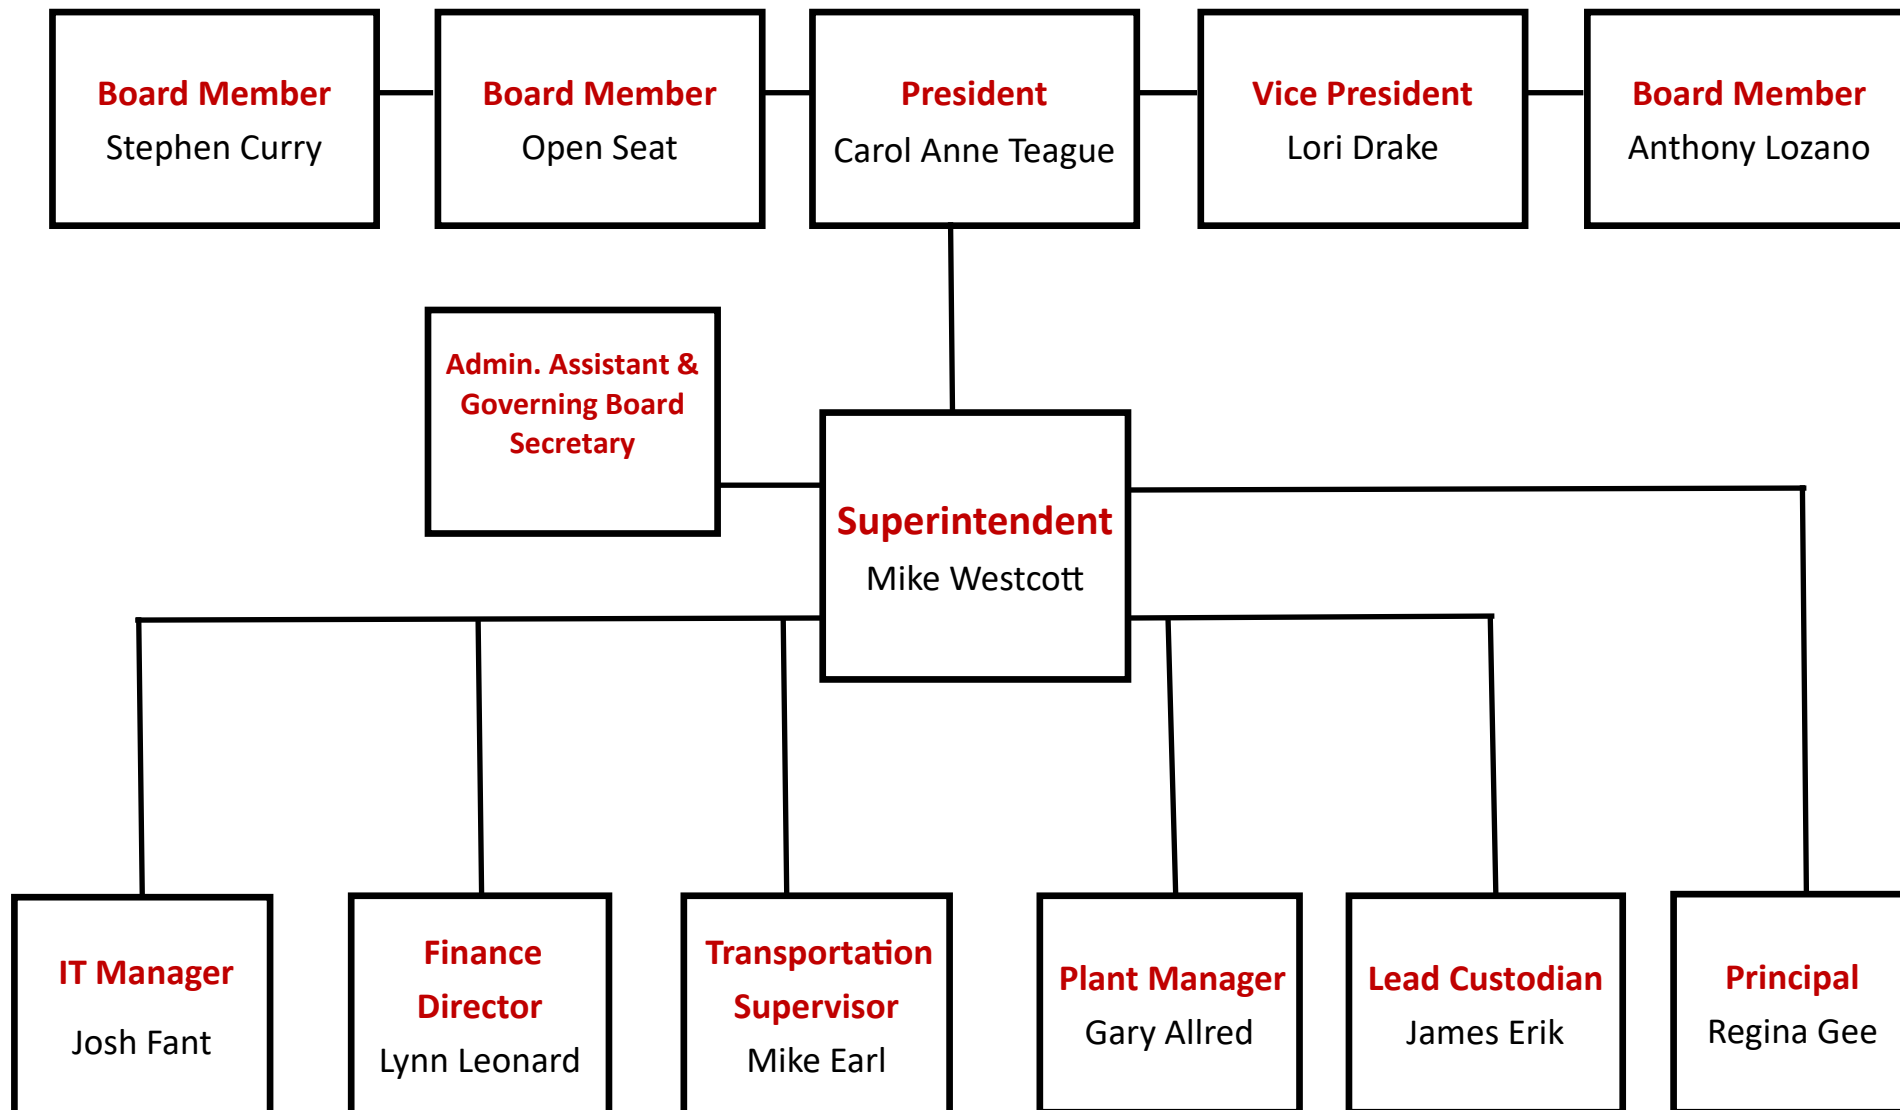 Board Member
Stephen Curry
Board Member
Open Seat
President
Carol Anne Teague
Vice President
Lori Drake
Board Member
Anthony Lozano
Admin. Assistant &
Governing Board
Secretary
Superintendent
Mike Westcott
IT Manager
Josh Fant
Finance
Director
Lynn Leonard
Transportation
Supervisor
Mike Earl
Plant Manager
Gary Allred
Lead Custodian
James Erik
Principal
Regina Gee